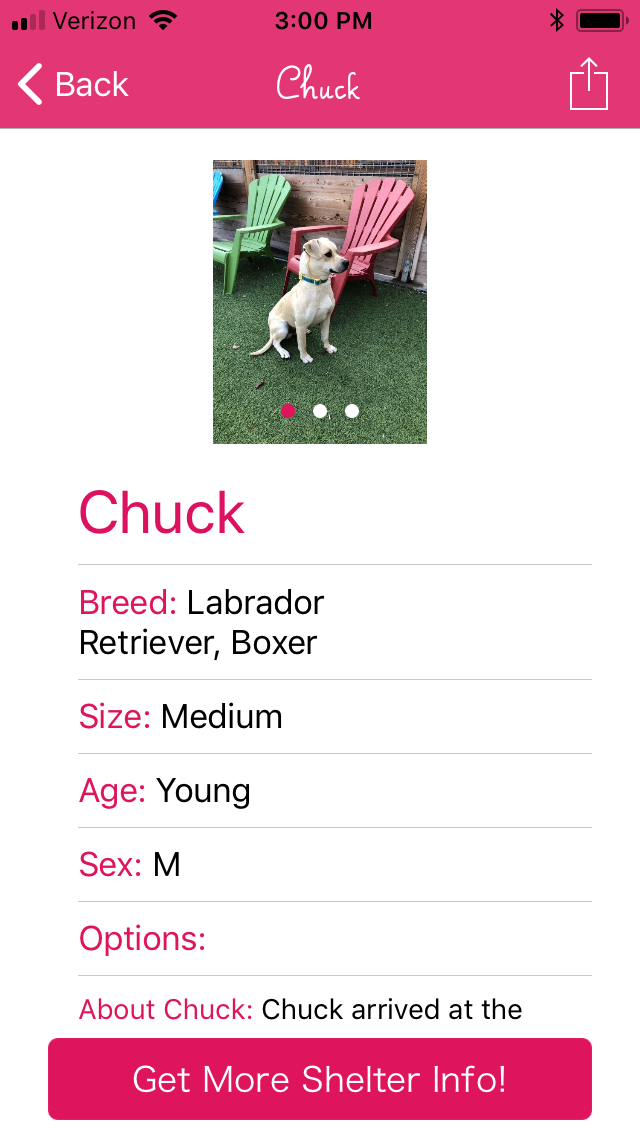 Verizon 3:00 PM
Back Chuck
Chuck
Breed: Labrador
Retriever, Boxer
Size: Medium
Age: Young
Sex: M
Options:
About Chuck: Chuck arrived at the
Get More Shelter Info!